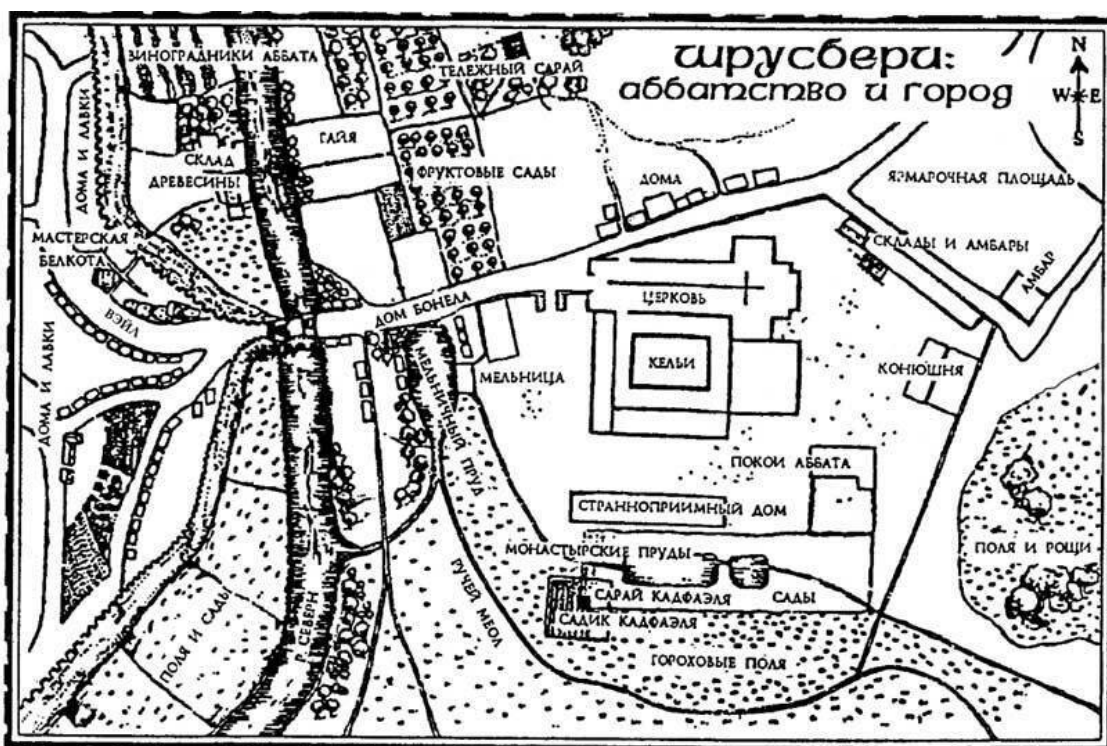 ШРУСБЕРИ:
АББАТСТВО И ГОРОД
N
W E
S
ВИНОГРАДНИКИ АББАТА
ТЕЛЕЖНЫЙ САРАЙ
ДОМА И ЛАВКИ
ГАЙЯ
СКЛАД
ДРЕВЕСИНЫ
ФРУКТОВЫЕ САДЫ
ДОМА
ЯРМАРОЧНАЯ ПЛОЩАДЬ
МАСТЕРСКАЯ
БЕЛКОТА
СКЛАДЫ И АМБАРЫ
АМБАР
ВЭЙЛ
ДОМ БОНЕЛА
ЦЕРКОВЬ
ДОМА И ЛАВКИ
МЕЛЬНИЦА
КЕЛЬИ
КОНЮШНЯ
МЕЛЬНИЧНЫЙ ПРУД
ПОКОИ АББАТА
СТРАННОПРИИМНЫЙ ДОМ
МОНАСТЫРСКИЕ ПРУДЫ
ПОЛЯ И РОЩИ
РУЧЕЙ МЕОЛ
САРАЙ КАДФАЭЛЯ
САДЫ
САДИК КАДФАЭЛЯ
ПОЛЯ И САДЫ
Р. СЕВЕРН
ГОРОХОВЫЕ ПОЛЯ